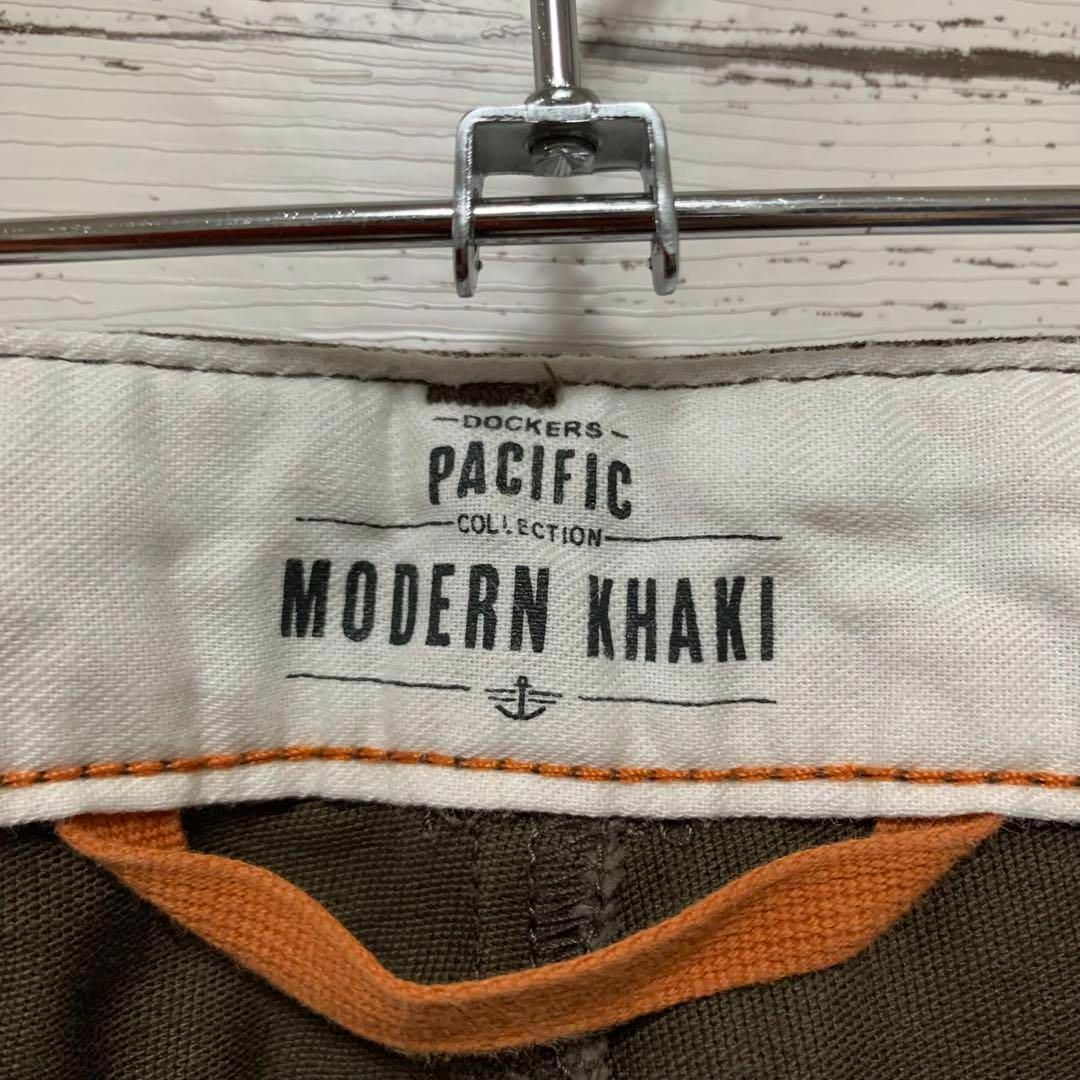 DOCKERS
PACIFIC
COLLECTION
MODERN KHAKI